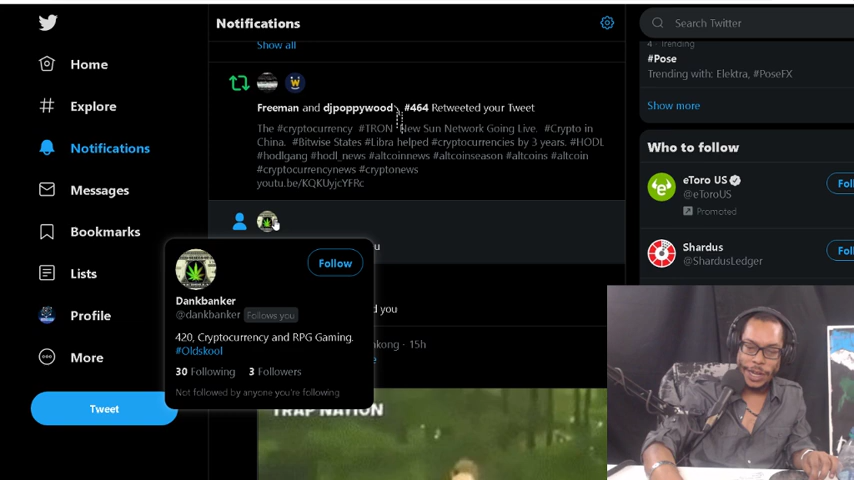 Home
Explore
Notifications
Messages
Bookmarks
Lists
Profile
More
Tweet
Notifications
Show all
Freeman and djpoppywood #464 Retweeted your Tweet
The #cryptocurrency #TRON New Sun Network Going Live. #Crypto in
China. #Bitwise States #Libra helped #cryptocurrencies by 3 years. #HODL
#hodlgang #hodl_news #altcoinnews #altcoinseason #altcoins #altcoin
#cryptocurrencynews #cryptonews
youtu.be/KQKUyjcYFRc
Follow
Dankbanker
@dankbanker Follows you
420, Cryptocurrency and RPG Gaming.
#Oldskool
30 Following 3 Followers
Not followed by anyone you're following
d you
kong · 15h
TRAP NATION
Search Twitter
4 · Trending
#Pose
Trending with: Elektra, #PoseFX
Show more
Who to follow
eToro US
@eToroUS
Promoted
Fol
Shardus
@ShardusLedger
Fol